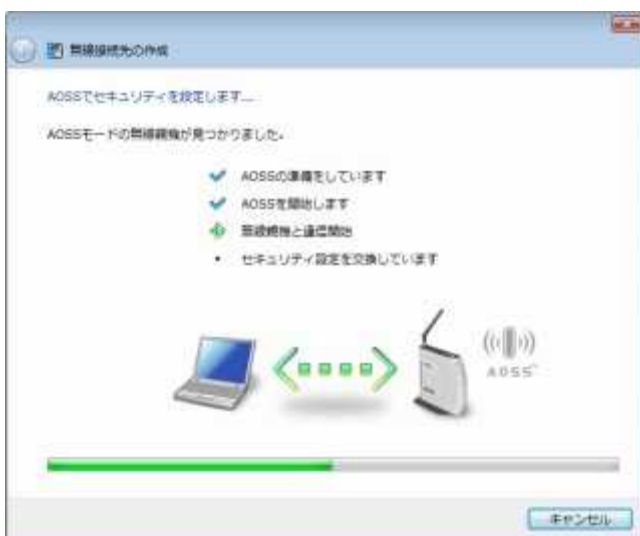 無線接続先の作成
AOSSでセキュリティを設定します...
AOSSモードの無線親機が見つかりました。
AOSSの準備をしています
AOSSを開始します
無線親機と通信開始
セキュリティ設定を交換しています
AOSS™
キャンセル